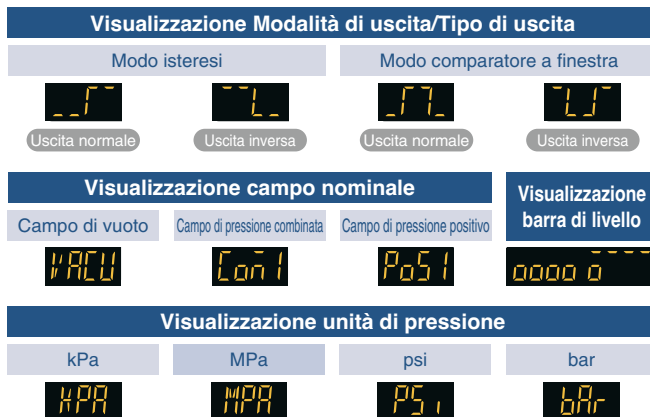 Visualizzazione Modalità di uscita/Tipo di uscita
Modo isteresi
Modo comparatore a finestra
Uscita normale
Uscita inversa
Uscita normale
Uscita inversa
Visualizzazione campo nominale
Visualizzazione
barra di livello
Campo di vuoto
Campo di pressione combinata
Campo di pressione positivo
VACU
Com1
PoS1
Visualizzazione unità di pressione
kPa
MPa
psi
bar
KPA
MPA
PSi
bAr